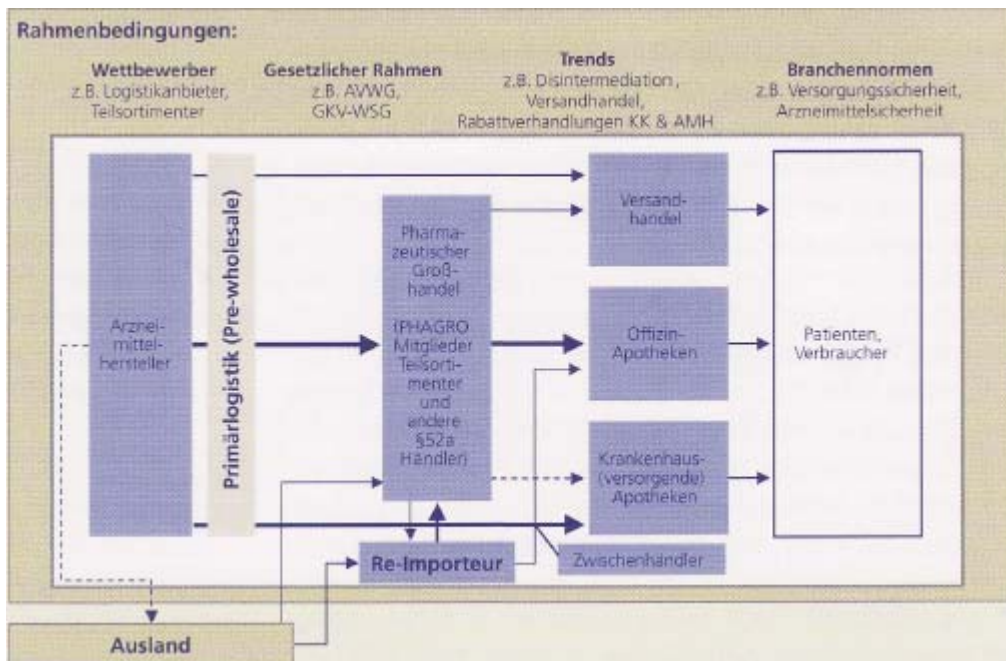 Rahmenbedingungen:
Wettbewerber
z.B. Logistikanbieter,
Teilsortimenter
Gesetzlicher Rahmen
z.B. AVWG,
GKV-WSG
Trends
z.B. Disintermediation,
Versandhandel,
Rabattverhandlungen KK & AMH
Branchennormen
z.B. Versorgungssicherheit,
Arzneimittelsicherheit
Arznei-
mittel-
hersteller
Primärlogistik (Pre-wholesale)
Pharma-
zeutischer
Groß-
handel
(PHAGRO
Mitglieder
Teilsorti-
menter
und
andere
§52a
Händler)
Versand-
handel
Offizin-
Apotheken
Krankenhaus-
(versorgende)
Apotheken
Patienten,
Verbraucher
Re-Importeur
Zwischenhändler
Ausland